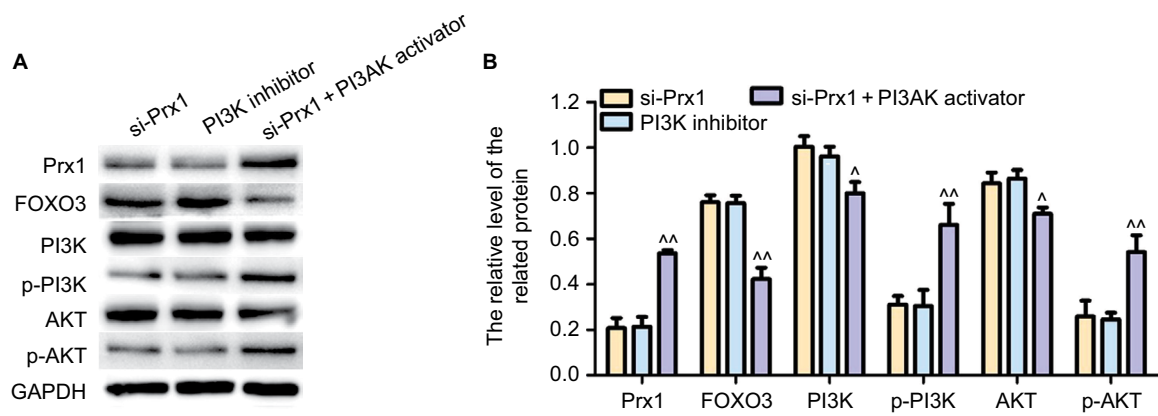 A
si-Prx1
PI3K inhibitor
si-Prx1 + PI3AK activator
Prx1
FOXO3
PI3K
p-PI3K
AKT
p-AKT
GAPDH
B
The relative level of the
related protein
1.2
1.0
0.8
0.6
0.4
0.2
0.0
si-Prx1
PI3K inhibitor
si-Prx1 + PI3AK activator
^^
^^
^
^^
^
^^
Prx1
FOXO3
PI3K
p-PI3K
AKT
p-AKT